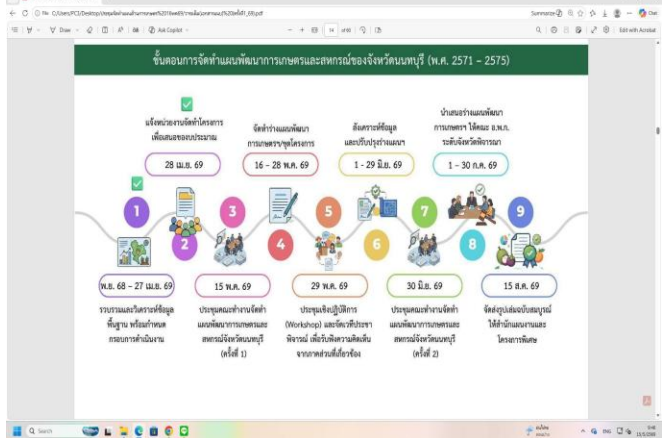 File
C:/Users/PCJ/Desktop/
Summarize
Chat
Draw
Ask Copilot
14
of 60
Edit with Acrobat
ขั้นตอนการจัดทำแผนพัฒนาการเกษตรและสหกรณ์ของจังหวัดนนทบุรี (พ.ศ. 2571 – 2575)
แจ้งหน่วยงานจัดทำโครงการ
เพื่อเสนอของบประมาณ
28 เม.ย. 69
จัดทำร่างแผนพัฒนา
การเกษตรฯ/ชุดโครงการ
16 – 28 พ.ค. 69
สังเคราะห์ข้อมูล
และปรับปรุงร่างแผนฯ
1 - 29 มิ.ย. 69
นำเสนอร่างแผนพัฒนา
การเกษตรฯ ให้คณะ อ.พ.ก.
ระดับจังหวัดพิจารณา
1 – 30 ก.ค. 69
1
2
3
4
5
6
7
8
9
พ.ย. 68 – 27 เม.ย. 69
รวบรวมและวิเคราะห์ข้อมูล
พื้นฐาน พร้อมกำหนด
กรอบการดำเนินงาน
15 พ.ค. 69
ประชุมคณะทำงานจัดทำ
แผนพัฒนาการเกษตรและ
สหกรณ์จังหวัดนนทบุรี
(ครั้งที่ 1)
29 พ.ค. 69
ประชุมเชิงปฏิบัติการ
(Workshop) และจัดเวทีประชา
พิจารณ์ เพื่อรับฟังความคิดเห็น
จากภาคส่วนที่เกี่ยวข้อง
30 มิ.ย. 69
ประชุมคณะทำงานจัดทำ
แผนพัฒนาการเกษตรและ
สหกรณ์จังหวัดนนทบุรี
(ครั้งที่ 2)
15 ส.ค. 69
จัดส่งรูปเล่มฉบับสมบูรณ์
ให้สำนักแผนงานและ
โครงการพิเศษ
Search
ENG